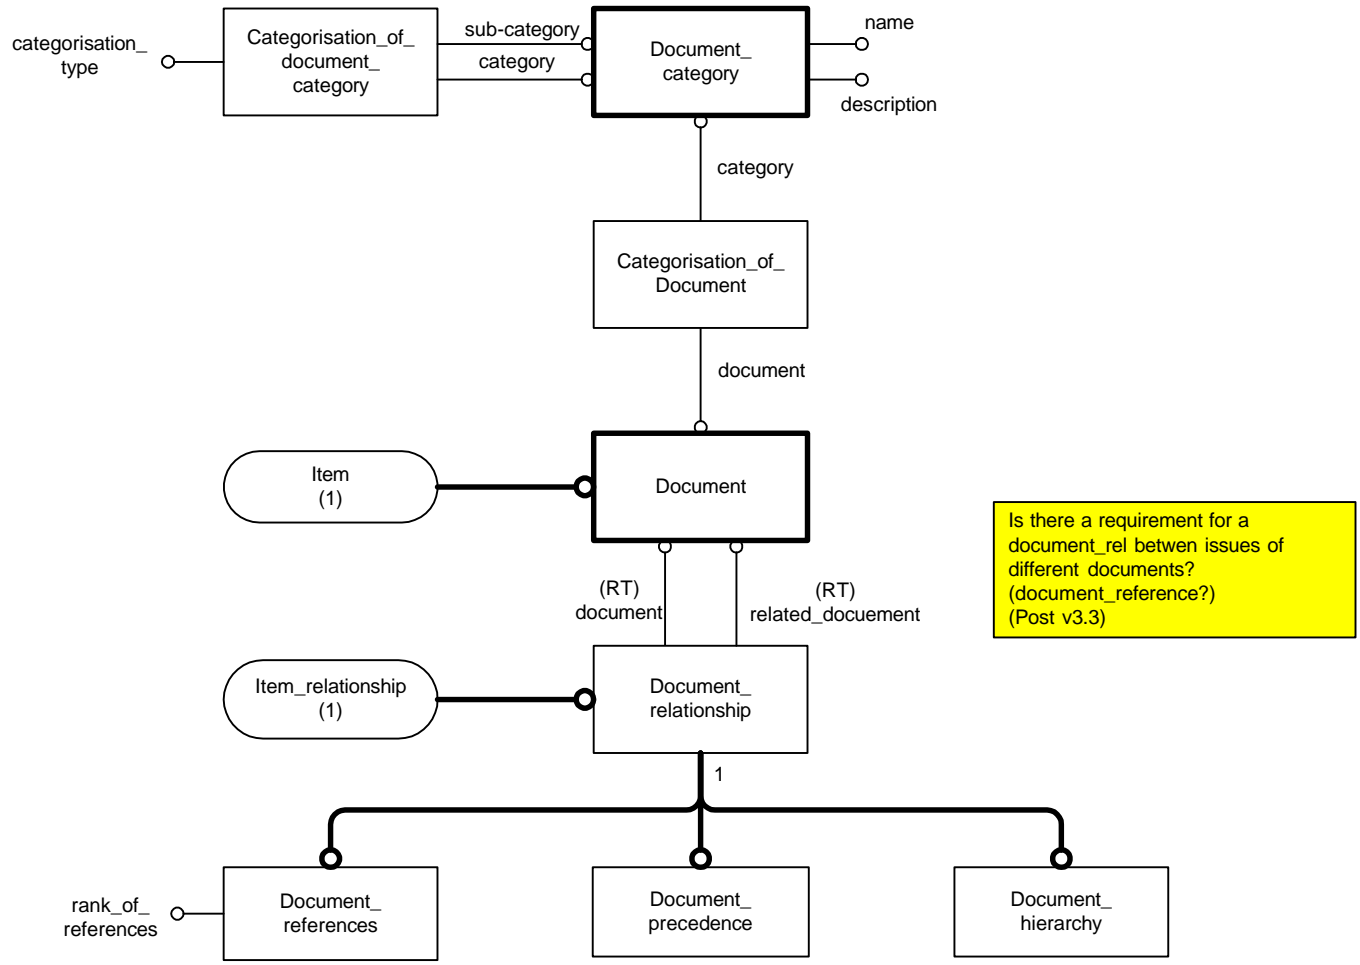 name
sub-category
categorisation_
type
Categorisation_of_
document_
category
category
Document_
category
description
category
Categorisation_of_
Document
document
Item
(1)
Document
Is there a requirement for a
document_rel betwen issues of
different documents?
(document_reference?)
(Post v3.3)
(RT)
document
(RT)
related_docuement
Item_relationship
(1)
Document_
relationship
1
rank_of_
references
Document_
references
Document_
precedence
Document_
hierarchy